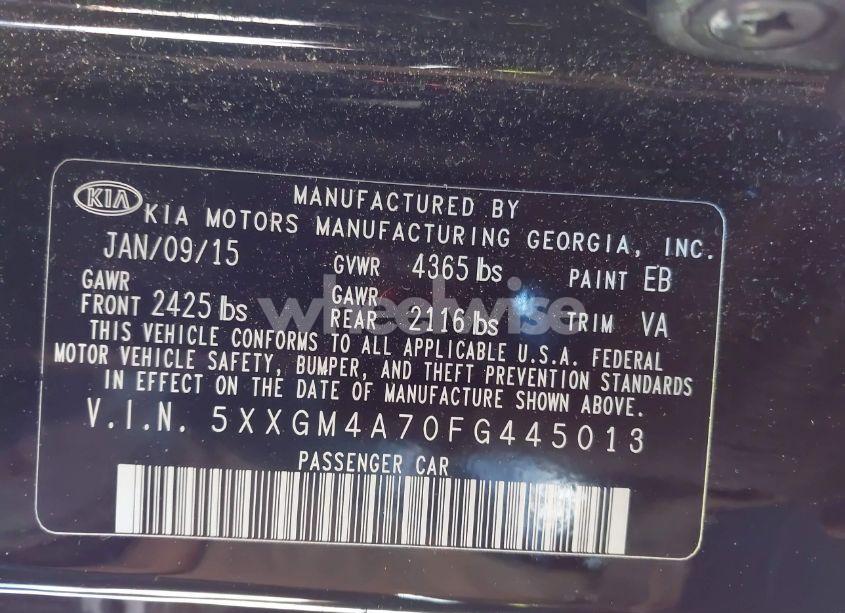 MANUFACTURED BY
KIA KIA MOTORS MANUFACTURING GEORGIA, INC.
JAN/09/15 GVWR 4365 lbs PAINT EB
GAWR FRONT 2425 lbs GAWR REAR 2116 lbs TRIM VA
THIS VEHICLE CONFORMS TO ALL APPLICABLE U.S.A. FEDERAL
MOTOR VEHICLE SAFETY, BUMPER, AND THEFT PREVENTION STANDARDS
IN EFFECT ON THE DATE OF MANUFACTURE SHOWN ABOVE.
V.I.N. 5XXGM4A70FG445013
PASSENGER CAR
wheelwise